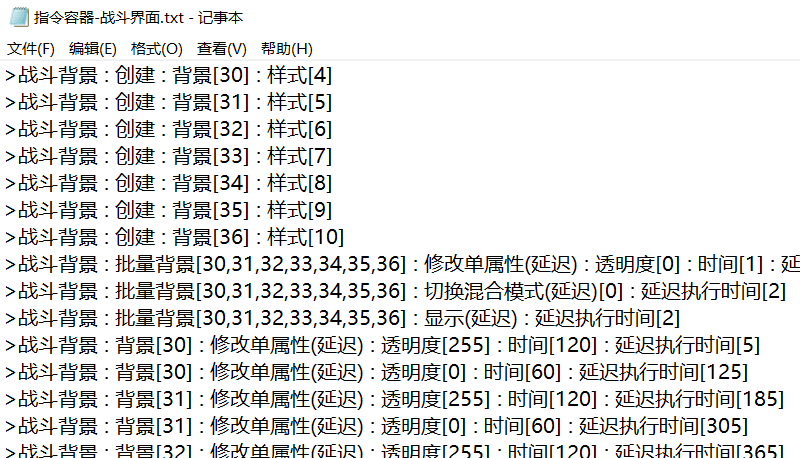 指令容器-战斗界面.txt - 记事本
文件(F) 编辑(E) 格式(O) 查看(V) 帮助(H)
>战斗背景 : 创建 : 背景[30] : 样式[4]
>战斗背景 : 创建 : 背景[31] : 样式[5]
>战斗背景 : 创建 : 背景[32] : 样式[6]
>战斗背景 : 创建 : 背景[33] : 样式[7]
>战斗背景 : 创建 : 背景[34] : 样式[8]
>战斗背景 : 创建 : 背景[35] : 样式[9]
>战斗背景 : 创建 : 背景[36] : 样式[10]
>战斗背景 : 批量背景[30,31,32,33,34,35,36] : 修改单属性(延迟) : 透明度[0] : 时间[1] : 延
>战斗背景 : 批量背景[30,31,32,33,34,35,36] : 切换混合模式(延迟)[0] : 延迟执行时间[2]
>战斗背景 : 批量背景[30,31,32,33,34,35,36] : 显示(延迟) : 延迟执行时间[2]
>战斗背景 : 背景[30] : 修改单属性(延迟) : 透明度[255] : 时间[120] : 延迟执行时间[5]
>战斗背景 : 背景[30] : 修改单属性(延迟) : 透明度[0] : 时间[60] : 延迟执行时间[125]
>战斗背景 : 背景[31] : 修改单属性(延迟) : 透明度[255] : 时间[120] : 延迟执行时间[185]
>战斗背景 : 背景[31] : 修改单属性(延迟) : 透明度[0] : 时间[60] : 延迟执行时间[305]
>战斗背景 : 背景[32] : 修改单属性(延迟) : 透明度[255] : 时间[120] : 延迟执行时间[365]